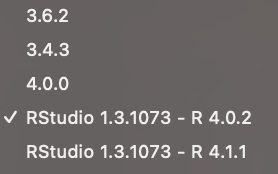 3.6.2
3.4.3
4.0.0
✓ RStudio 1.3.1073 - R 4.0.2
RStudio 1.3.1073 - R 4.1.1